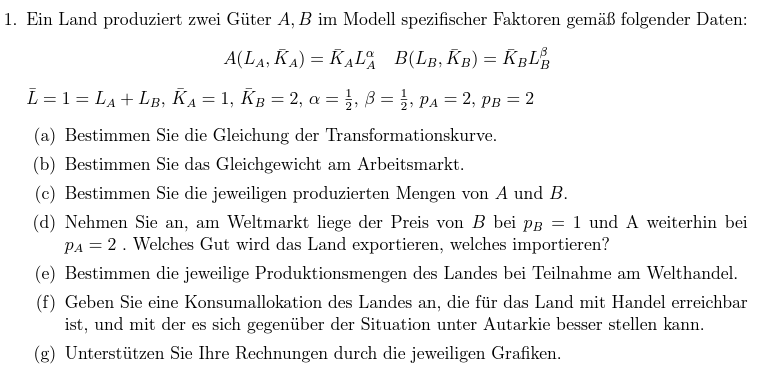 1. Ein Land produziert zwei Güter A, B im Modell spezifischer Faktoren gemäß folgender Daten:
A(L_A, K̄_A) = K̄_A L_A^α   B(L_B, K̄_B) = K̄_B L_B^β
L̄ = 1 = L_A + L_B, K̄_A = 1, K̄_B = 2, α = 1/2, β = 1/2, p_A = 2, p_B = 2
(a) Bestimmen Sie die Gleichung der Transformationskurve.
(b) Bestimmen Sie das Gleichgewicht am Arbeitsmarkt.
(c) Bestimmen Sie die jeweiligen produzierten Mengen von A und B.
(d) Nehmen Sie an, am Weltmarkt liege der Preis von B bei p_B = 1 und A weiterhin bei
p_A = 2 . Welches Gut wird das Land exportieren, welches importieren?
(e) Bestimmen die jeweilige Produktionsmengen des Landes bei Teilnahme am Welthandel.
(f) Geben Sie eine Konsumallokation des Landes an, die für das Land mit Handel erreichbar
ist, und mit der es sich gegenüber der Situation unter Autarkie besser stellen kann.
(g) Unterstützen Sie Ihre Rechnungen durch die jeweiligen Grafiken.